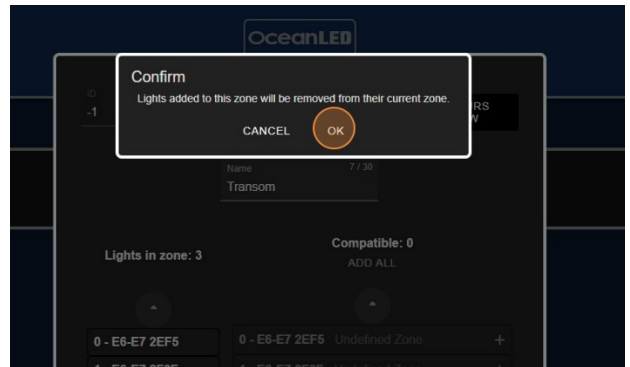 OceanLED
Confirm
Lights added to this zone will be removed from their current zone.
CANCEL OK
ID
-1
Name 7 / 30
Transom
Lights in zone: 3
Compatible: 0
ADD ALL
0 - E6-E7 2EF5
0 - E6-E7 2EF5 Undefined Zone +